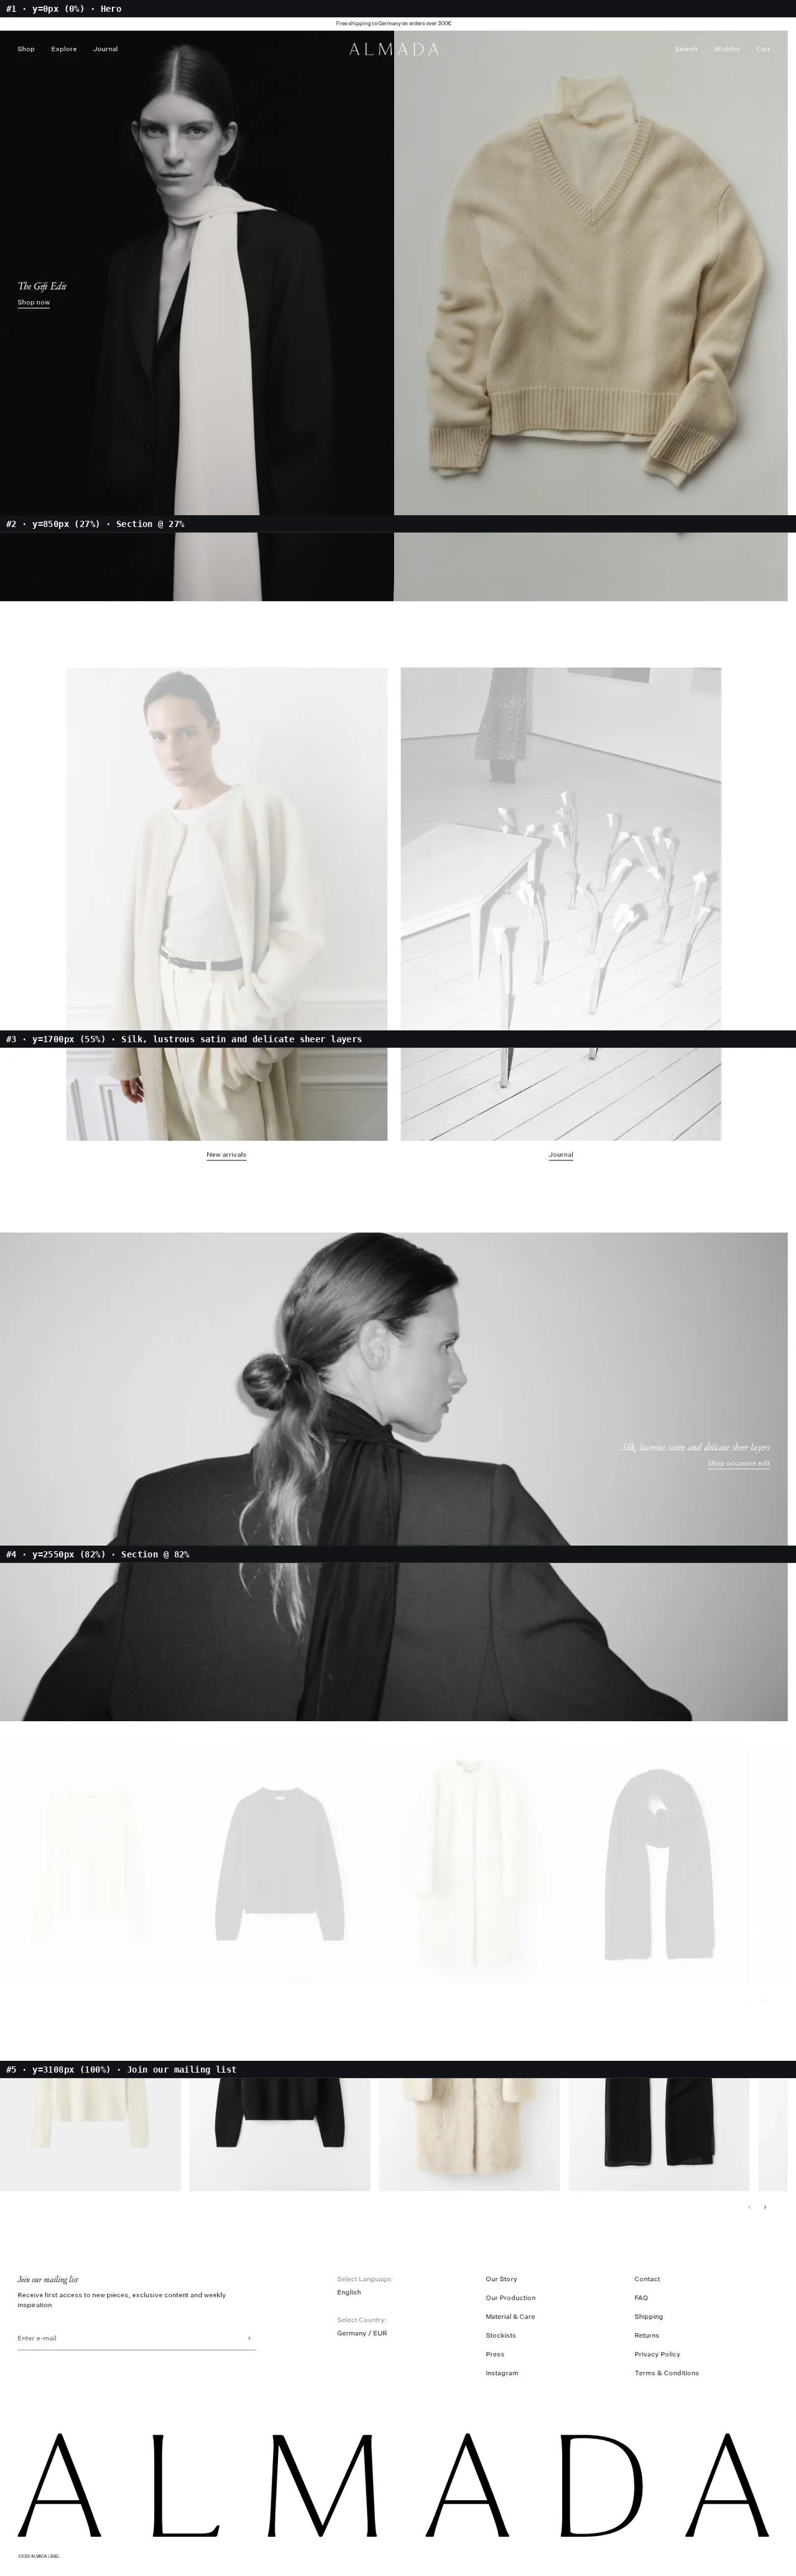 #1 · y=0px (0%) · Hero
Free shipping to Germany on orders over 300€
Shop Explore Journal ALMADA Search Wishlist Cart
The Gift Edit
Shop now
#2 · y=850px (27%) · Section @ 27%
#3 · y=1700px (55%) · Silk, lustrous satin and delicate sheer layers
New arrivals Journal
Silk, lustrous satin and delicate sheer layers
Shop occasion edit
#4 · y=2550px (82%) · Section @ 82%
#5 · y=3108px (100%) · Join our mailing list
Join our mailing list
Receive first access to new pieces, exclusive content and weekly
inspiration
Enter e-mail
Select Language:
English
Select Country:
Germany / EUR
Our Story
Our Production
Material & Care
Stockists
Press
Instagram
Contact
FAQ
Shipping
Returns
Privacy Policy
Terms & Conditions
ALMADA
©2026 ALMADA LABEL